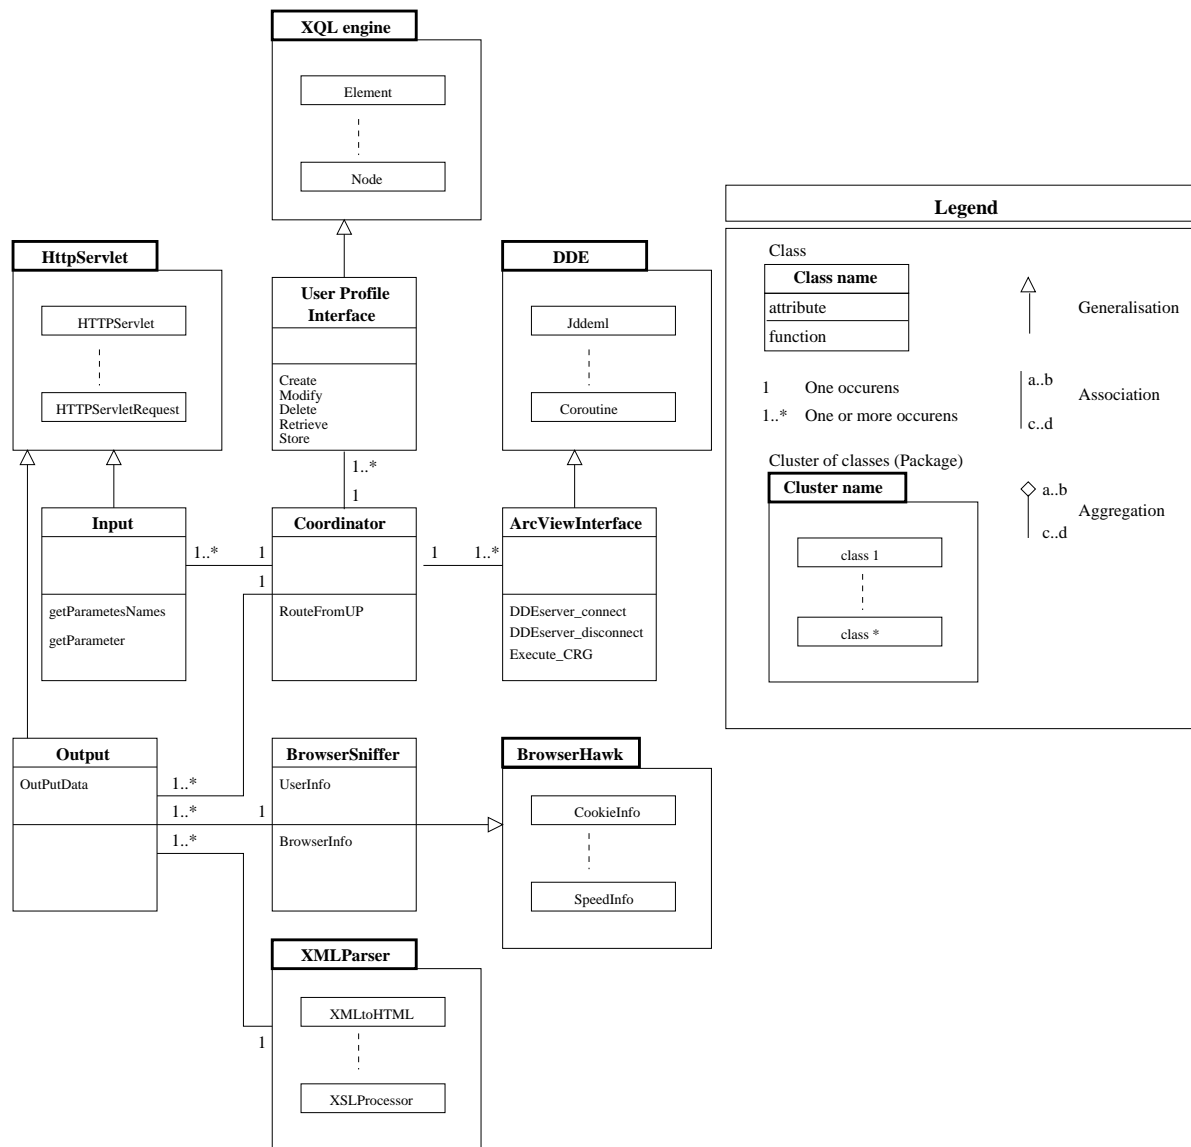 XQL engine
Element
Node
HttpServlet
HTTPServlet
HTTPServletRequest
User Profile
Interface
Create
Modify
Delete
Retrieve
Store
DDE
Jddeml
Coroutine
1..*
1
Input
getParametesNames
getParameter
1..*
1
1
Coordinator
RouteFromUP
1
1..*
ArcViewInterface
DDEserver_connect
DDEserver_disconnect
Execute_CRG
Output
OutPutData
1..*
1..*
1
1..*
BrowserSniffer
UserInfo
BrowserInfo
BrowserHawk
CookieInfo
SpeedInfo
XMLParser
XMLtoHTML
XSLProcessor
1
Legend
Class
Class name
attribute
function
Generalisation
1 One occurens
1..* One or more occurens
a..b
Association
c..d
Cluster of classes (Package)
Cluster name
class 1
class *
a..b
Aggregation
c..d